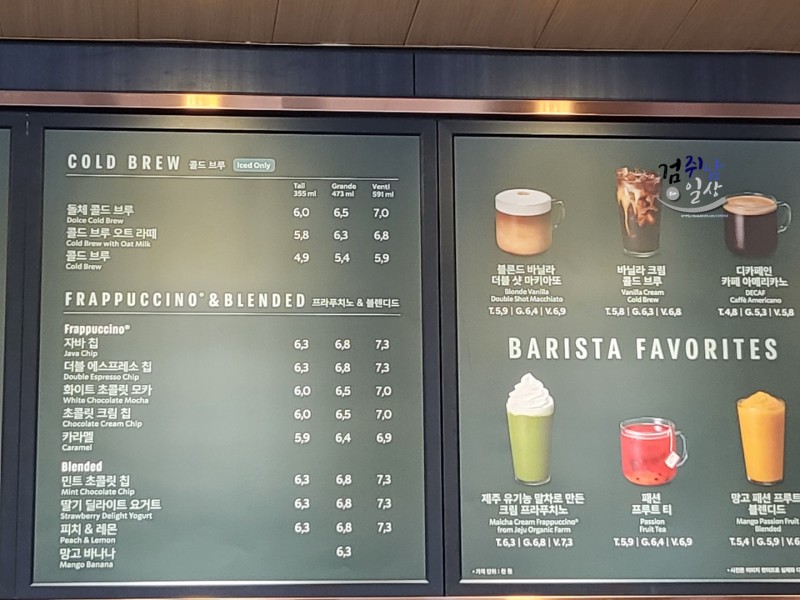 COLD BREW 콜드 브루 Iced Only
Tall 355 ml Grande 473 ml Venti 591 ml
돌체 콜드 브루 6,0 6,5 7,0
Dolce Cold Brew
콜드 브루 오트 라떼 5,8 6,3 6,8
Cold Brew with Oat Milk
콜드 브루 4,9 5,4 5,9
Cold Brew
FRAPPUCCINO® & BLENDED 프라푸치노 & 블렌디드
Frappuccino®
자바 칩 6,3 6,8 7,3
Java Chip
더블 에스프레소 칩 6,3 6,8 7,3
Double Espresso Chip
화이트 초콜릿 모카 6,0 6,5 7,0
White Chocolate Mocha
초콜릿 크림 칩 6,0 6,5 7,0
Chocolate Cream Chip
카라멜 5,9 6,4 6,9
Caramel
Blended
민트 초콜릿 칩 6,3 6,8 7,3
Mint Chocolate Chip
딸기 딜라이트 요거트 6,3 6,8 7,3
Strawberry Delight Yogurt
피치 & 레몬 6,3 6,8 7,3
Peach & Lemon
망고 바나나 6,3
Mango Banana
검쥐남
일상
블론드 바닐라
더블 샷 마키아또
Blonde Vanilla
Double Shot Macchiato
T.5,9 | G.6,4 | V.6,9
바닐라 크림
콜드 브루
Vanilla Cream
Cold Brew
T.5,8 | G.6,3 | V.6,8
디카페인
카페 아메리카노
DECAF
Caffè Americano
T.4,8 | G.5,3 | V.5,8
BARISTA FAVORITES
제주 유기농 말차로 만든
크림 프라푸치노
Malcha Cream Frappuccino®
from Jeju Organic Farm
T.6,3 | G.6,8 | V.7,3
패션
프루트 티
Passion
Fruit Tea
T.5,9 | G.6,4 | V.6,9
망고 패션 프루트
블렌디드
Mango Passion Fruit
Blended
T.5,4 | G.5,9 | V.6
* 가격 단위 : 천 원